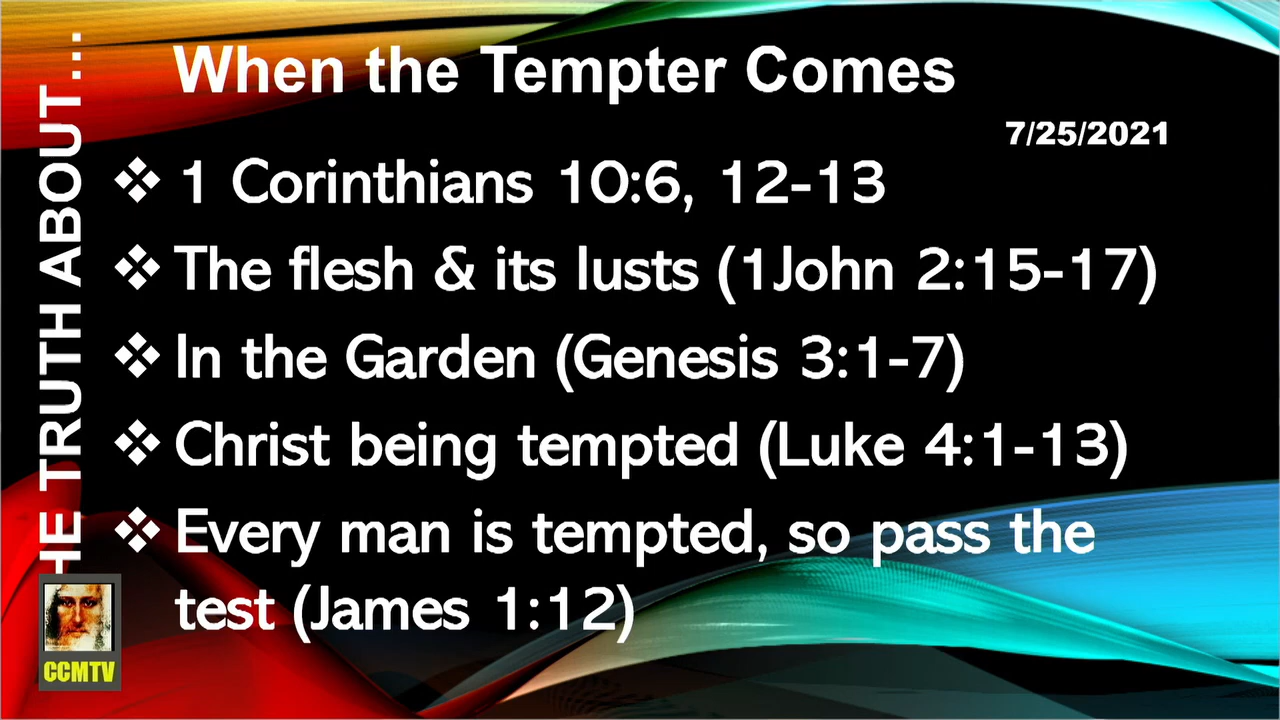 When the Tempter Comes
7/25/2021
THE TRUTH ABOUT...
❖ 1 Corinthians 10:6, 12-13
❖ The flesh & its lusts (1John 2:15-17)
❖ In the Garden (Genesis 3:1-7)
❖ Christ being tempted (Luke 4:1-13)
❖ Every man is tempted, so pass the
test (James 1:12)
CCMTV